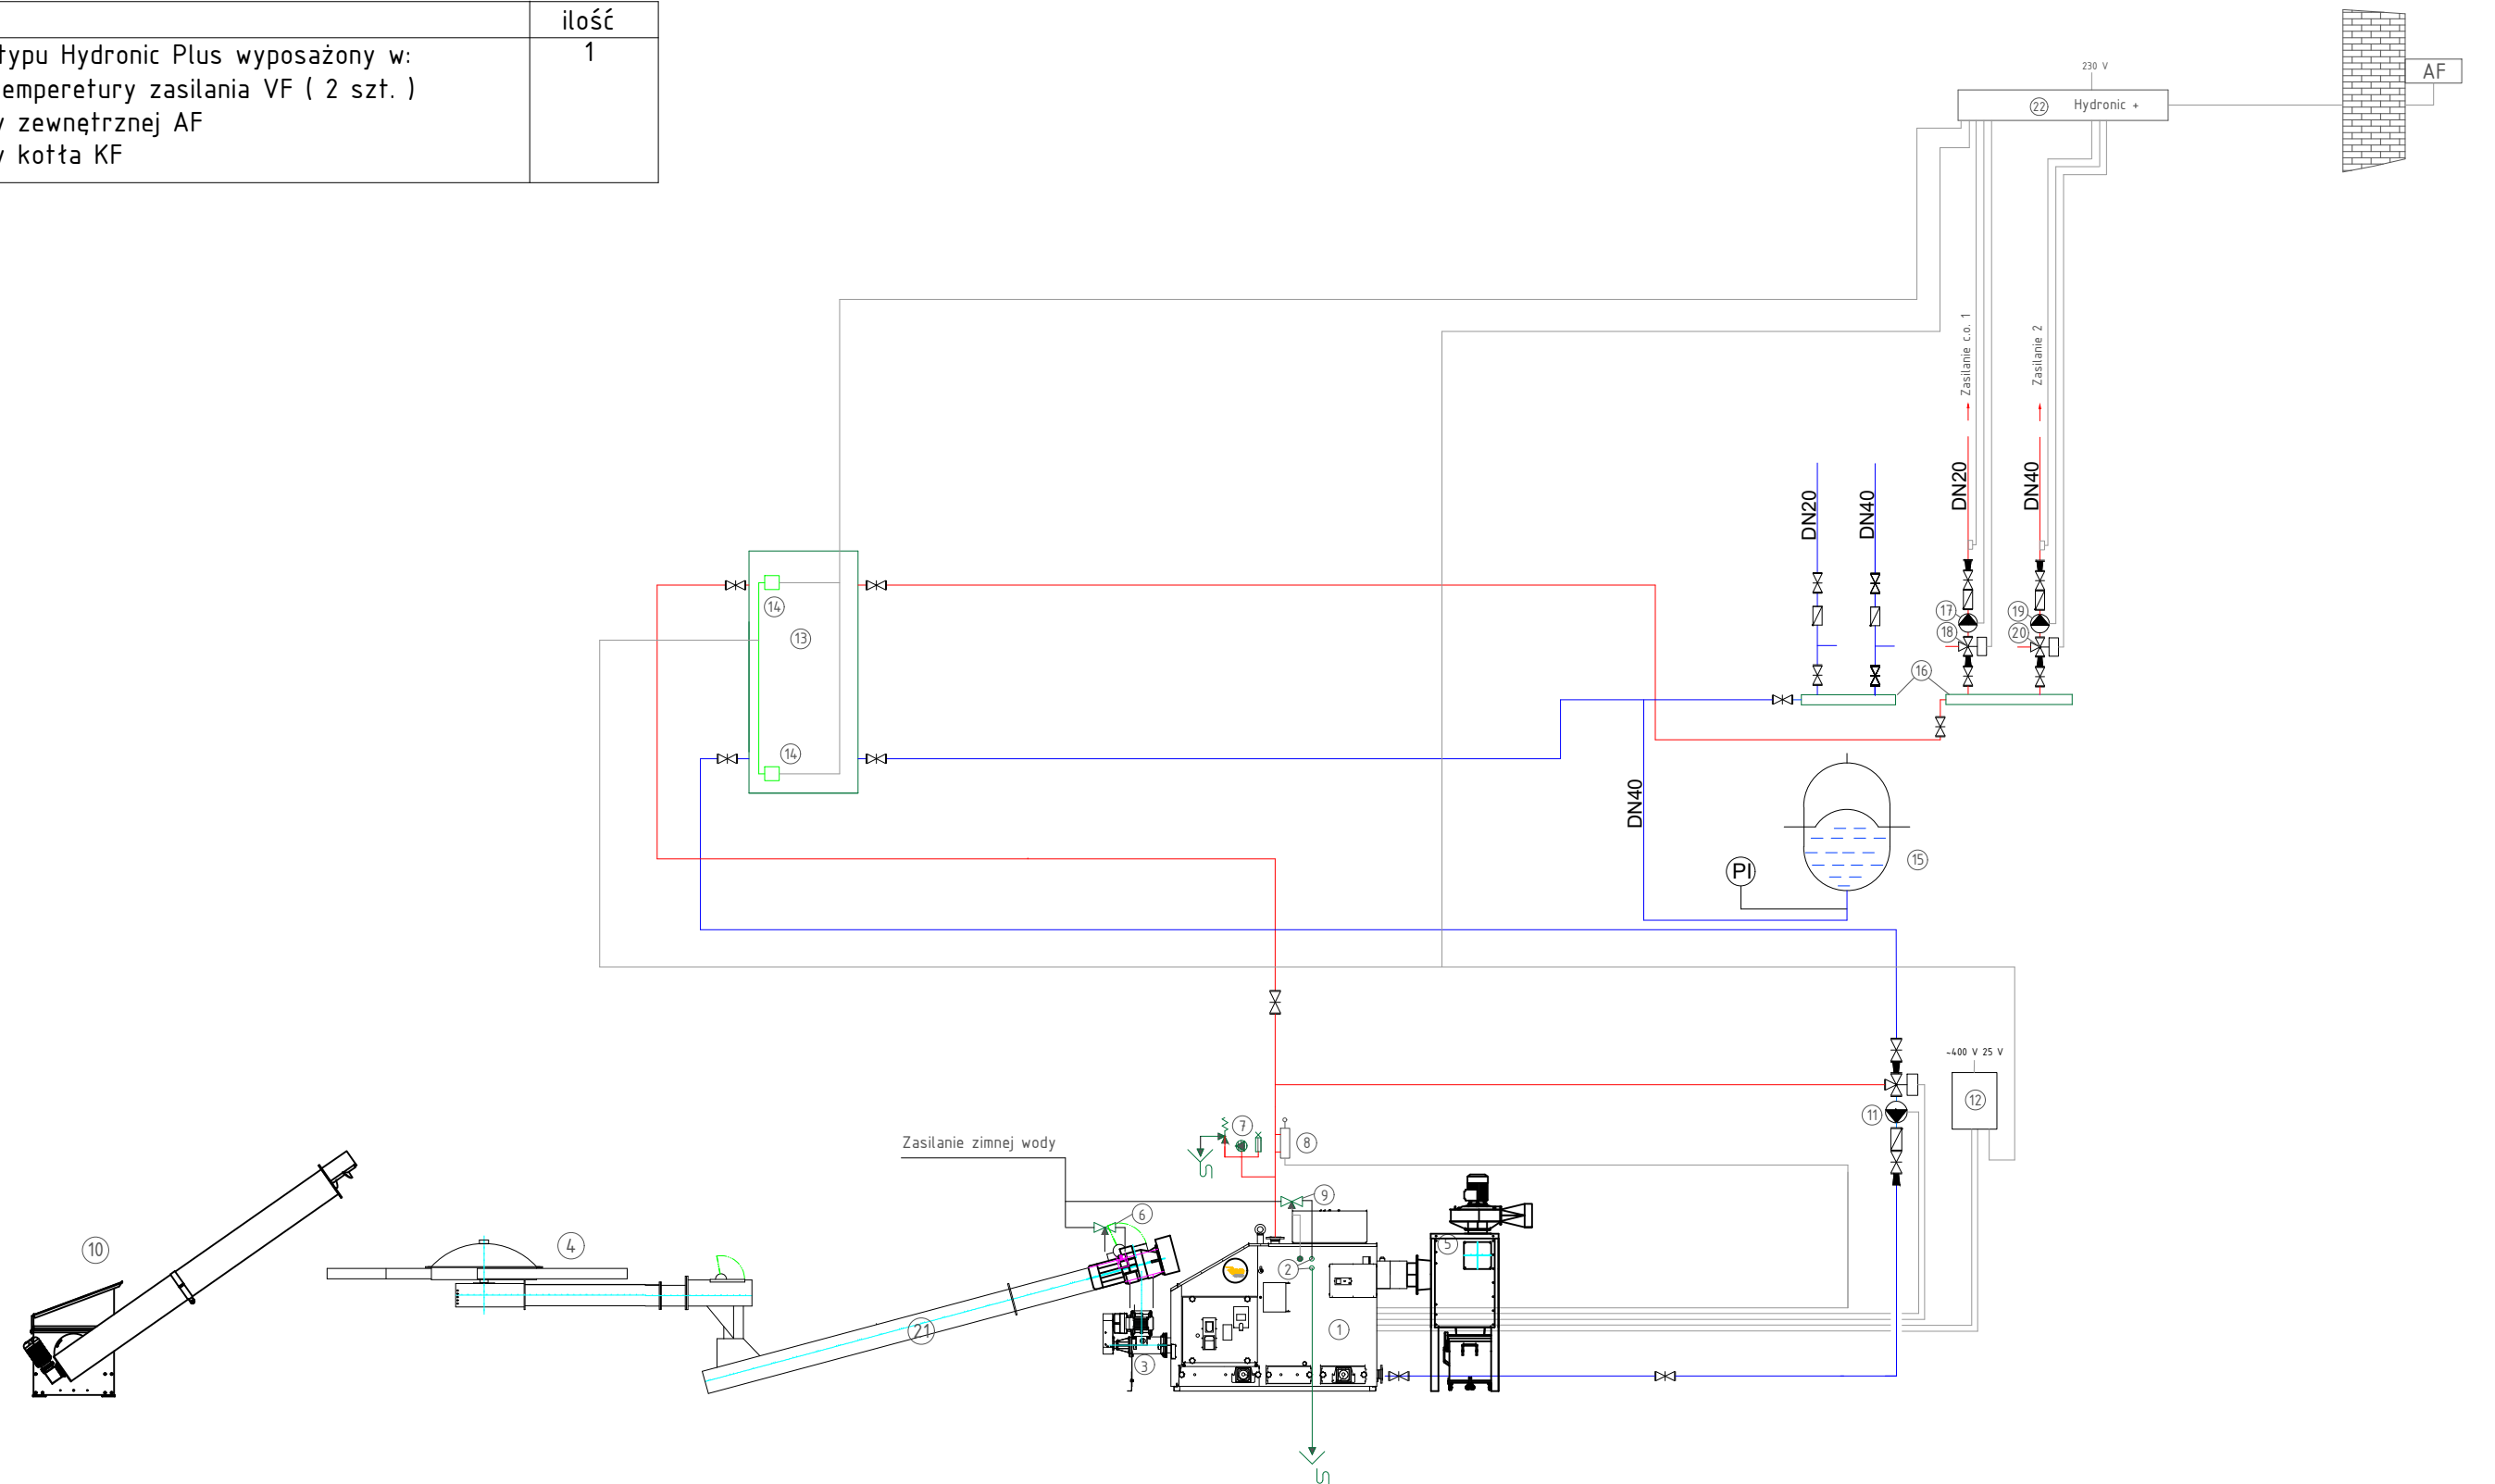 ilość
typu Hydronic Plus wyposażony w: 1
emperetury zasilania VF ( 2 szt. )
y zewnętrznej AF
y kotła KF
230 V
AF
22 Hydronic +
Zasilanie c.o. 1
Zasilanie 2
DN20
DN40
DN20
DN40
14
13
17
19
18
20
16
14
DN40
15
PI
~400 V 25 V
12
11
7
8
Zasilanie zimnej wody
9
6
10
4
5
2
21
1
3